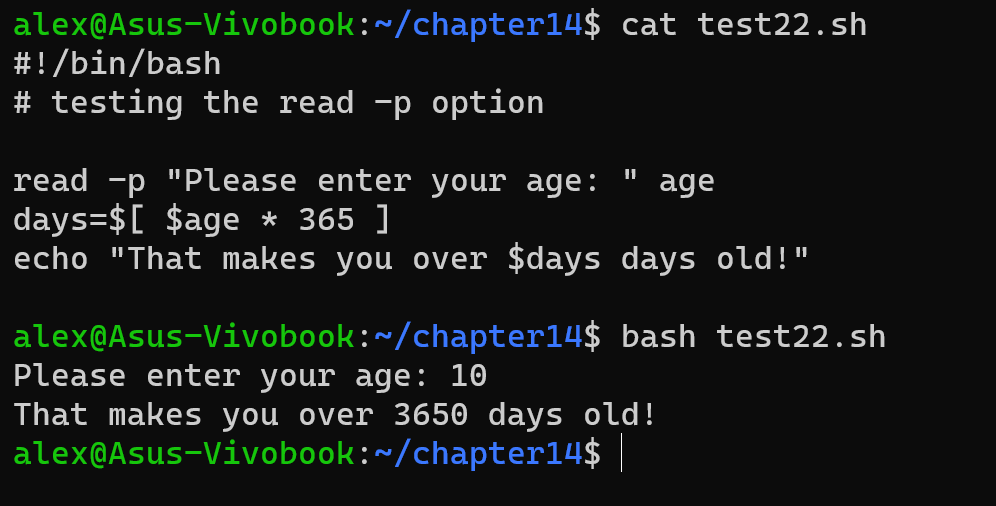 alex@Asus-Vivobook:~/chapter14$ cat test22.sh
#!/bin/bash
# testing the read -p option
read -p "Please enter your age: " age
days=$[ $age * 365 ]
echo "That makes you over $days days old!"
alex@Asus-Vivobook:~/chapter14$ bash test22.sh
Please enter your age: 10
That makes you over 3650 days old!
alex@Asus-Vivobook:~/chapter14$